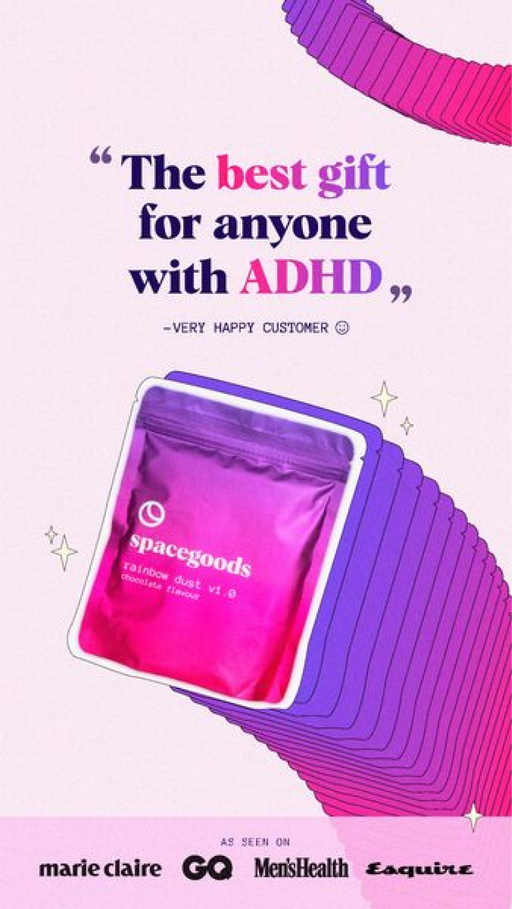 “The best gift
for anyone
with ADHD„
–VERY HAPPY CUSTOMER ☺
spacegoods
rainbow dust v1.0
chocolate flavour
AS SEEN ON
marie claire GQ Men'sHealth Esquire